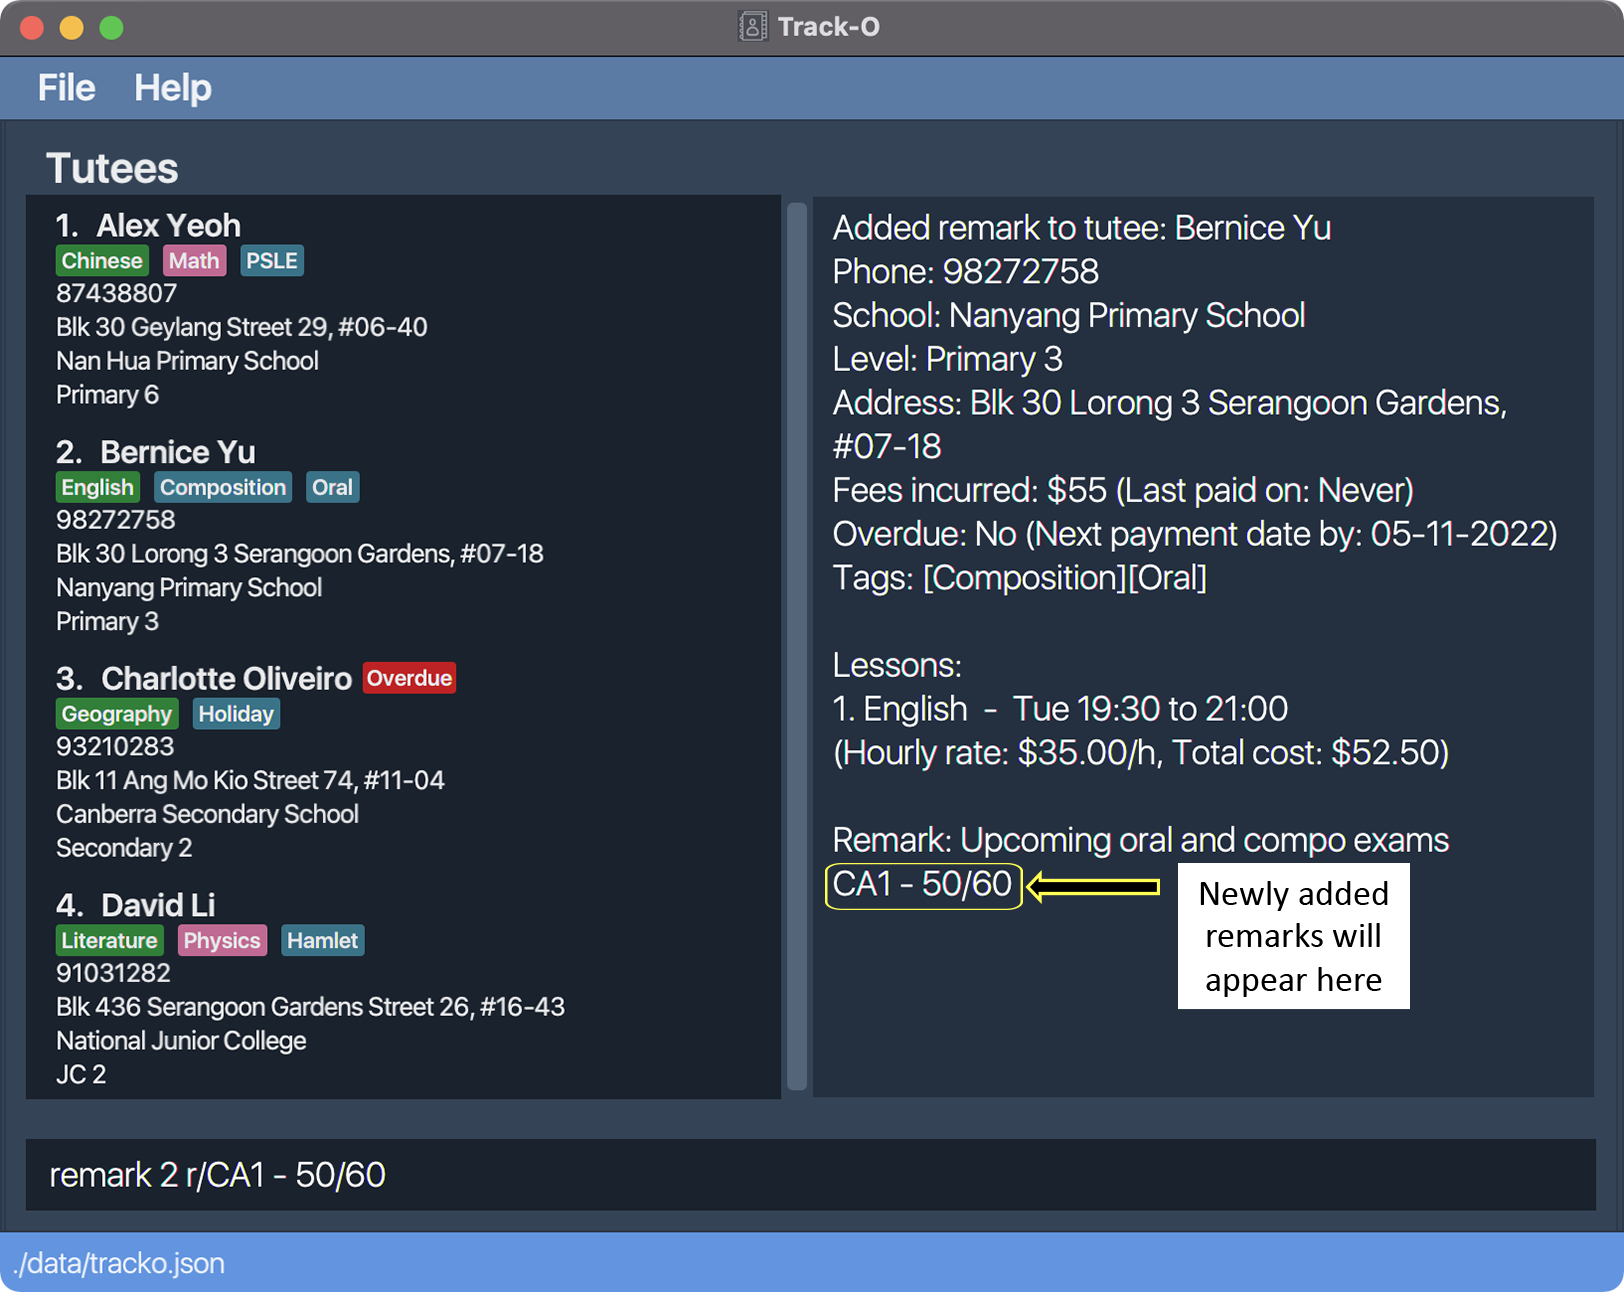 Track-O
File Help
Tutees
1. Alex Yeoh
Chinese Math PSLE
87438807
Blk 30 Geylang Street 29, #06-40
Nan Hua Primary School
Primary 6
2. Bernice Yu
English Composition Oral
98272758
Blk 30 Lorong 3 Serangoon Gardens, #07-18
Nanyang Primary School
Primary 3
3. Charlotte Oliveiro Overdue
Geography Holiday
93210283
Blk 11 Ang Mo Kio Street 74, #11-04
Canberra Secondary School
Secondary 2
4. David Li
Literature Physics Hamlet
91031282
Blk 436 Serangoon Gardens Street 26, #16-43
National Junior College
JC 2
Added remark to tutee: Bernice Yu
Phone: 98272758
School: Nanyang Primary School
Level: Primary 3
Address: Blk 30 Lorong 3 Serangoon Gardens,
#07-18
Fees incurred: $55 (Last paid on: Never)
Overdue: No (Next payment date by: 05-11-2022)
Tags: [Composition][Oral]
Lessons:
1. English - Tue 19:30 to 21:00
(Hourly rate: $35.00/h, Total cost: $52.50)
Remark: Upcoming oral and compo exams
CA1 - 50/60
Newly added
remarks will
appear here
remark 2 r/CA1 - 50/60
./data/tracko.json